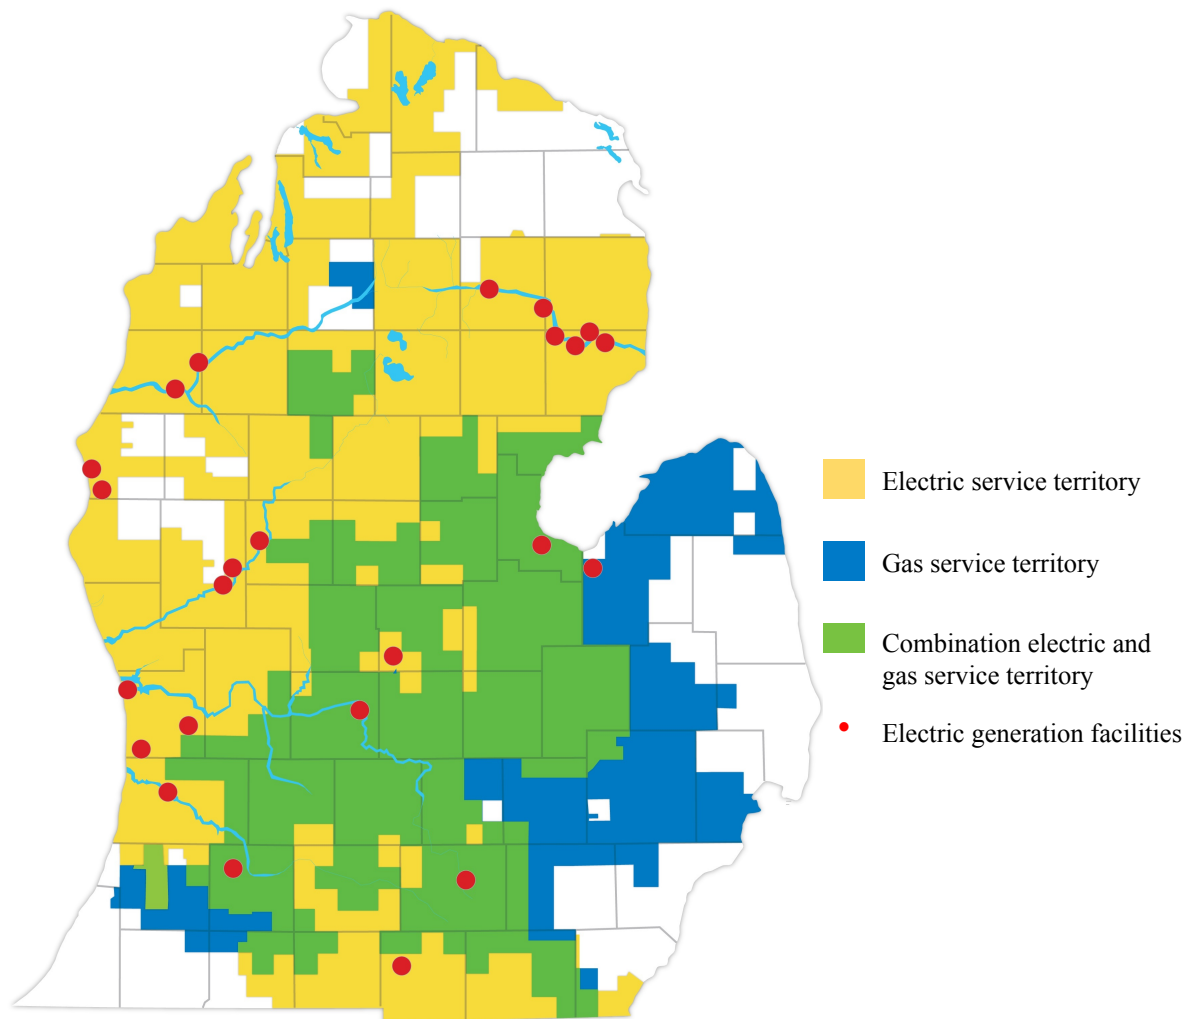 Electric service territory
Gas service territory
Combination electric and
gas service territory
Electric generation facilities